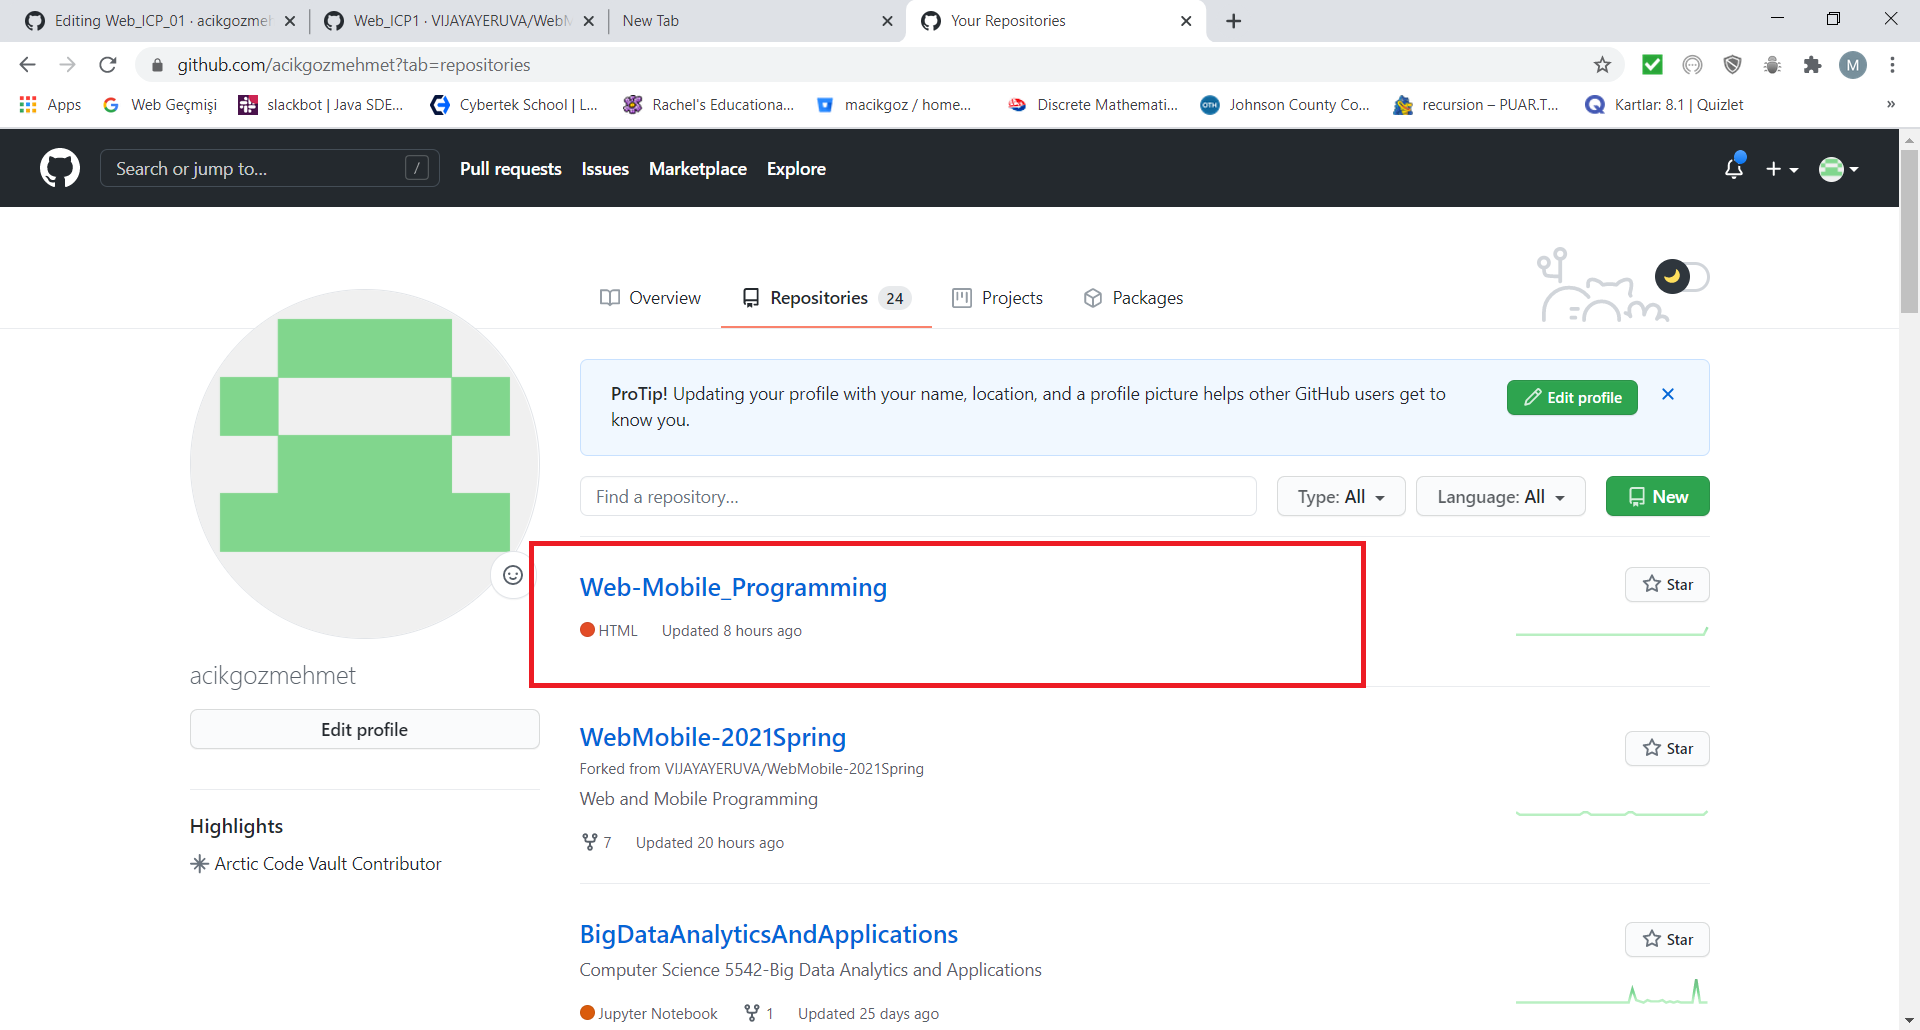 Editing Web_ICP_01 · acikgozmeh
Web_ICP1 · VIJAYAYERUVA/WebM
New Tab
Your Repositories
github.com/acikgozmehmet?tab=repositories
M
Apps
Web Geçmişi
slackbot | Java SDE...
Cybertek School | L...
Rachel's Educationa...
macikgoz / home...
Discrete Mathemati...
OTH
Johnson County Co...
recursion – PUAR.T...
Kartlar: 8.1 | Quizlet
»
Search or jump to...
/
Pull requests
Issues
Marketplace
Explore
Overview
Repositories 24
Projects
Packages
ProTip! Updating your profile with your name, location, and a profile picture helps other GitHub users get to
know you.
Edit profile
Find a repository...
Type: All
Language: All
New
Web-Mobile_Programming
Star
HTML Updated 8 hours ago
acikgozmehmet
Edit profile
WebMobile-2021Spring
Star
Forked from VIJAYAYERUVA/WebMobile-2021Spring
Web and Mobile Programming
7 Updated 20 hours ago
Highlights
Arctic Code Vault Contributor
BigDataAnalyticsAndApplications
Star
Computer Science 5542-Big Data Analytics and Applications
Jupyter Notebook 1 Updated 25 days ago